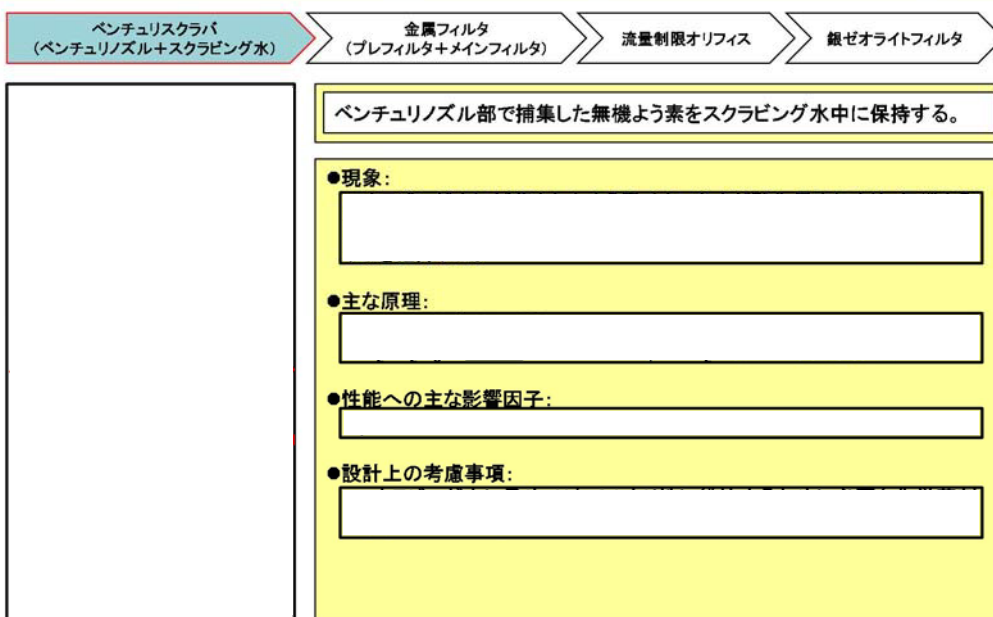 ベンチュリスクラバ
(ベンチュリノズル+スクラビング水)
金属フィルタ
(プレフィルタ+メインフィルタ)
流量制限オリフィス
銀ゼオライトフィルタ
ベンチュリノズル部で捕集した無機よう素をスクラビング水中に保持する。
●現象:
●主な原理:
●性能への主な影響因子:
●設計上の考慮事項: